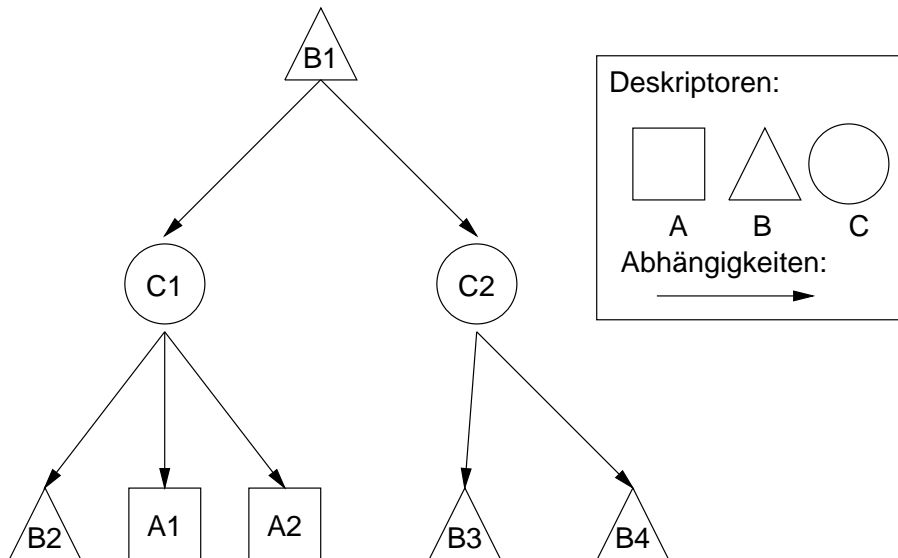 B1
Deskriptoren:
A B C
Abhängigkeiten:
C1 C2
B2 A1 A2 B3 B4